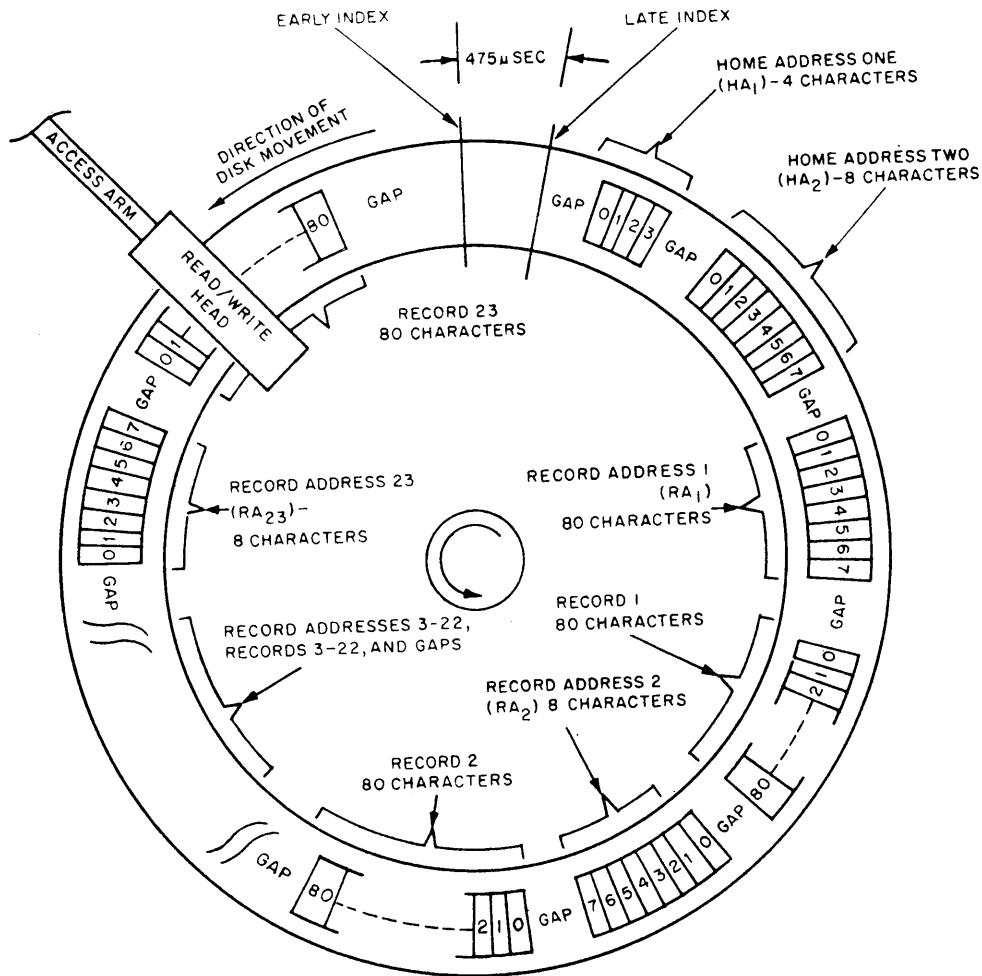 EARLY INDEX
LATE INDEX
475μ SEC
HOME ADDRESS ONE
(HA1)-4 CHARACTERS
HOME ADDRESS TWO
(HA2)-8 CHARACTERS
DIRECTION OF
DISK MOVEMENT
ACCESS ARM
READ/WRITE
HEAD
80
GAP
GAP
0 1 2 3
GAP
0 1 2 3 4 5 6 7
GAP
0 1 2 3 4 5 6 7
GAP
0 1 2
80
GAP
0 1 2 3 4 5 6 7
GAP
0 1 2
80
GAP
GAP
0 1 2 3 4 5 6 7
GAP
0 1
RECORD 23
80 CHARACTERS
RECORD ADDRESS 23
(RA23)-
8 CHARACTERS
RECORD ADDRESS 1
(RA1)
80 CHARACTERS
RECORD 1
80 CHARACTERS
RECORD ADDRESSES 3-22,
RECORDS 3-22, AND GAPS
RECORD ADDRESS 2
(RA2) 8 CHARACTERS
RECORD 2
80 CHARACTERS